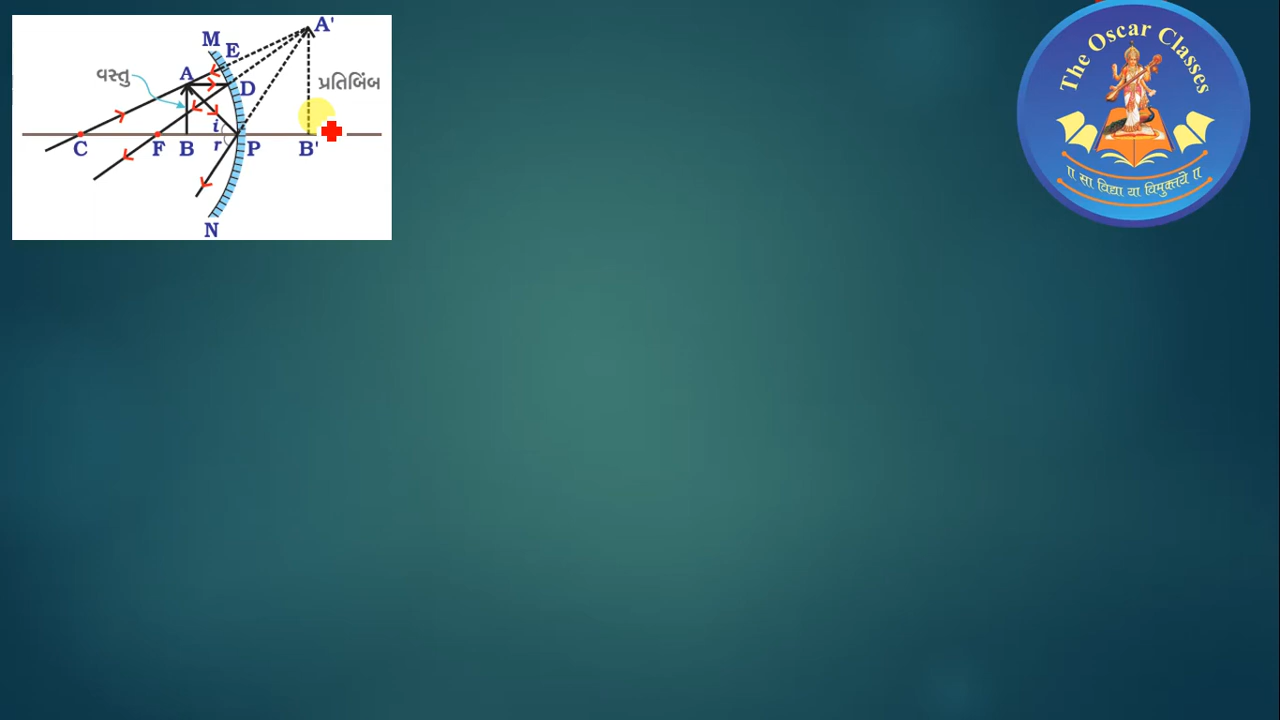 M
E
A'
વસ્તુ
A
D
પ્રતિબિંબ
i
C
F
B
r
P
B'
N
The Oscar Classes
॥ सा विद्या या विमुक्तये ॥